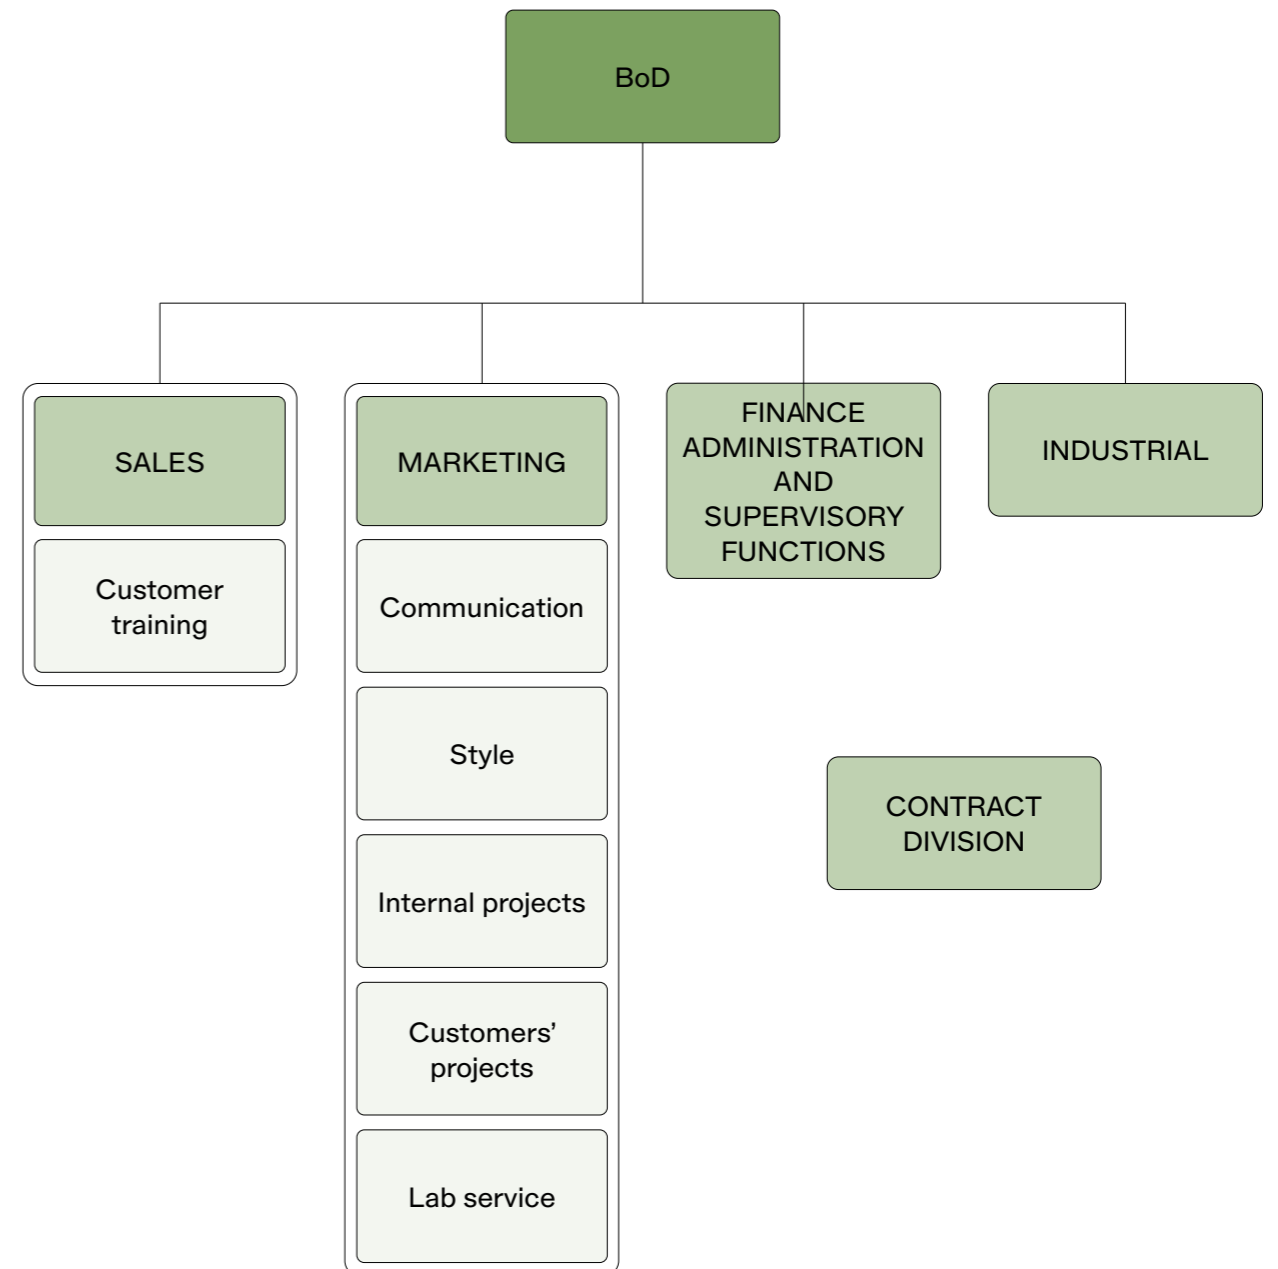 BoD
SALES
Customer
training
MARKETING
Communication
Style
Internal projects
Customers’
projects
Lab service
FINANCE
ADMINISTRATION
AND
SUPERVISORY
FUNCTIONS
INDUSTRIAL
CONTRACT
DIVISION